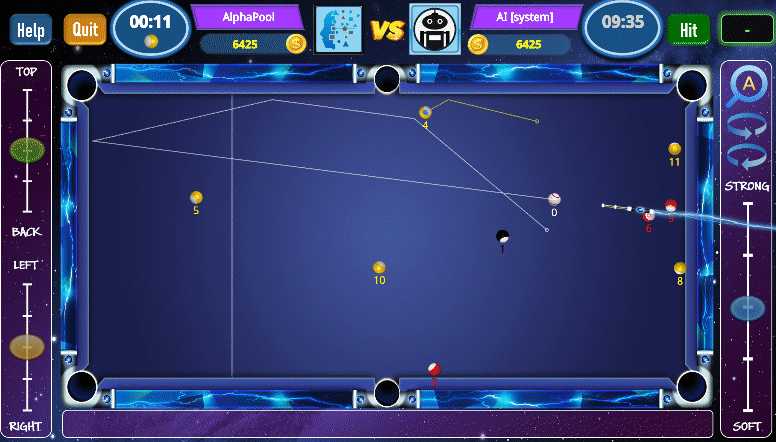 Help
Quit
00:11
AlphaPool
6425
VS
AI [system]
6425
09:35
Hit
-
TOP
BACK
LEFT
RIGHT
A
STRONG
SOFT
4
11
5
0
9
6
1
10
8